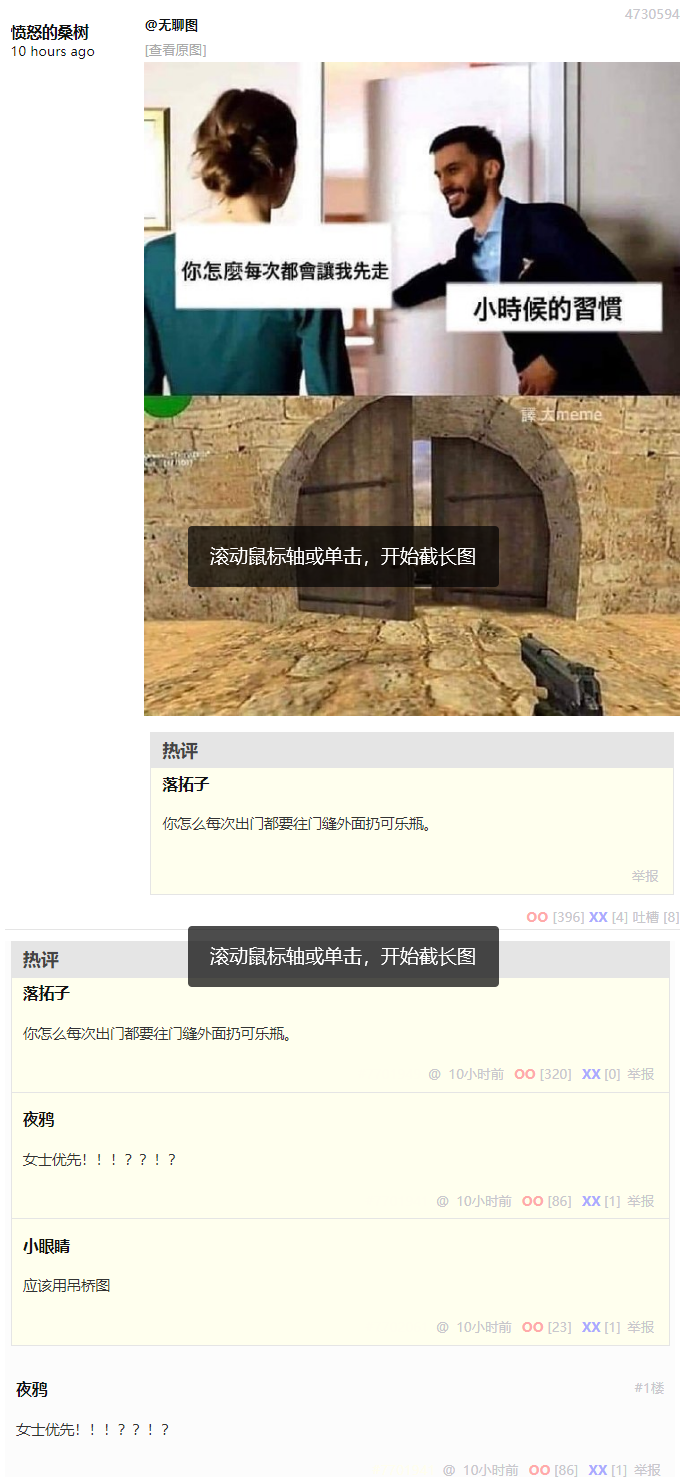 4730594
愤怒的桑树
10 hours ago
@无聊图
[查看原图]
你怎麼每次都會讓我先走
小時候的習慣
大meme
滚动鼠标轴或单击，开始截长图
热评
落拓子
你怎么每次出门都要往门缝外面扔可乐瓶。
举报
OO [396] XX [4] 吐槽 [8]
滚动鼠标轴或单击，开始截长图
热评
落拓子
你怎么每次出门都要往门缝外面扔可乐瓶。
@ 10小时前 OO [320] XX [0] 举报
夜鸦
女士优先！！！？？！？
@ 10小时前 OO [86] XX [1] 举报
小眼睛
应该用吊桥图
@ 10小时前 OO [23] XX [1] 举报
夜鸦
#1楼
女士优先！！！？？！？
@ 10小时前 OO [86] XX [1] 举报